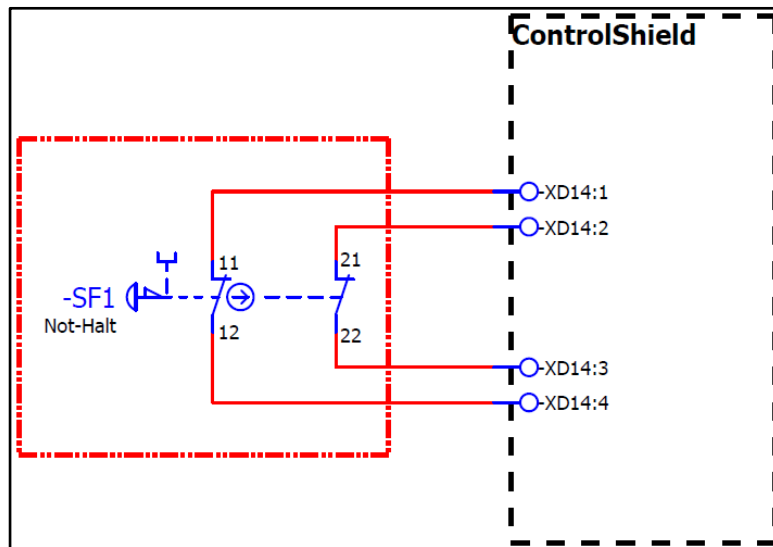 ControlShield
-XD14:1
-XD14:2
11
21
-SF1
Not-Halt
12
22
-XD14:3
-XD14:4